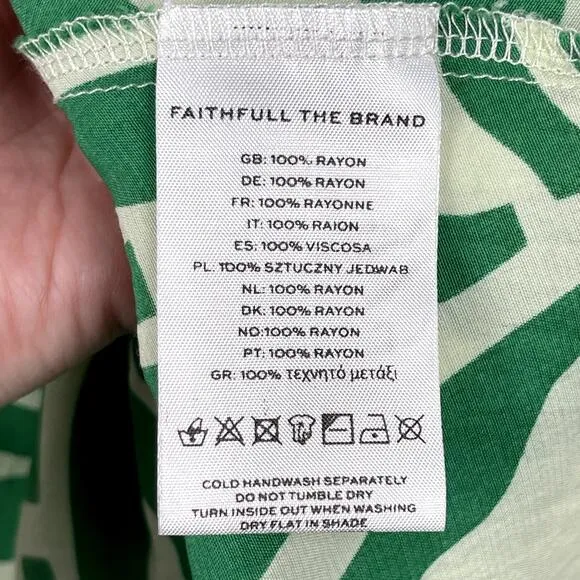 FAITHFULL THE BRAND
GB: 100% RAYON
DE: 100% RAYON
FR: 100% RAYONNE
IT: 100% RAION
ES: 100% VISCOSA
PL: 100% SZTUCZNY JEDWAB
NL: 100% RAYON
DK: 100% RAYON
NO: 100% RAYON
PT: 100% RAYON
GR: 100% τεχνητό μετάξι
COLD HANDWASH SEPARATELY
DO NOT TUMBLE DRY
TURN INSIDE OUT WHEN WASHING
DRY FLAT IN SHADE